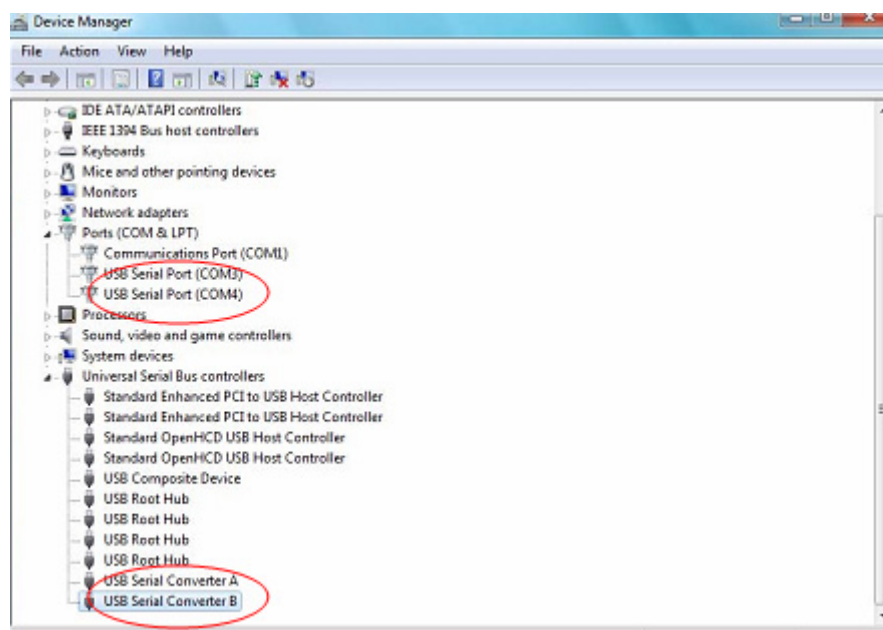 Device Manager
File Action View Help
IDE ATA/ATAPI controllers
IEEE 1394 Bus host controllers
Keyboards
Mice and other pointing devices
Monitors
Network adapters
Ports (COM & LPT)
Communications Port (COM1)
USB Serial Port (COM3)
USB Serial Port (COM4)
Processors
Sound, video and game controllers
System devices
Universal Serial Bus controllers
Standard Enhanced PCI to USB Host Controller
Standard Enhanced PCI to USB Host Controller
Standard OpenHCD USB Host Controller
Standard OpenHCD USB Host Controller
USB Composite Device
USB Root Hub
USB Root Hub
USB Root Hub
USB Root Hub
USB Serial Converter A
USB Serial Converter B